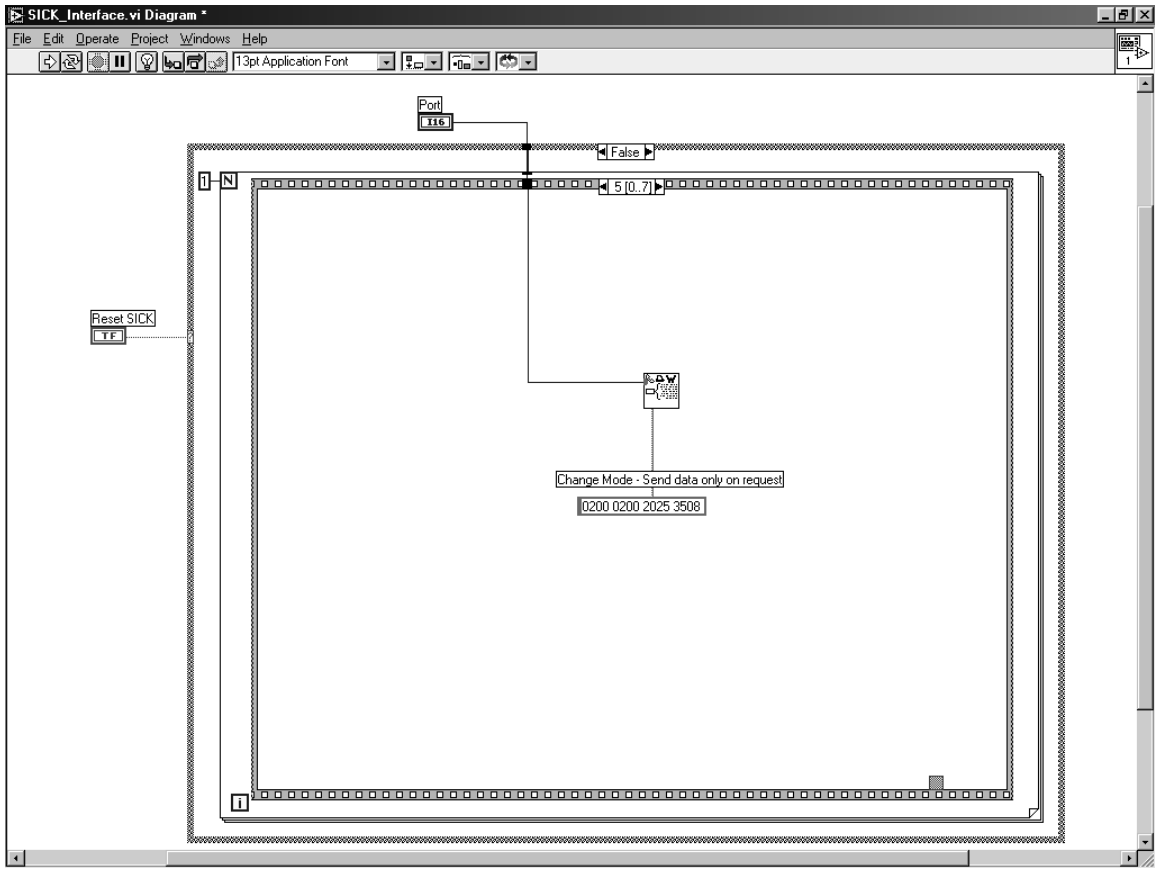 SICK_Interface.vi Diagram *
File Edit Operate Project Windows Help
13pt Application Font
1
Port
I16
False
1 N
5 [0..7]
Reset SICK
TF
Change Mode - Send data only on request
0200 0200 2025 3508
i